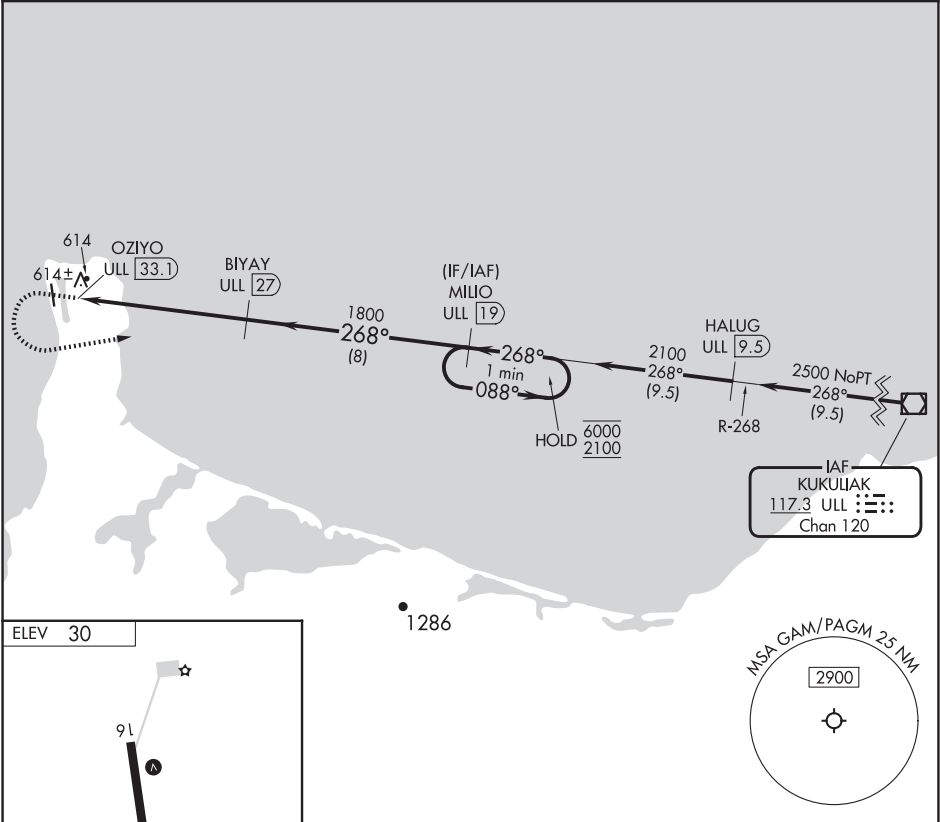 614
OZIYO
ULL 33.1
614±
BIYAY
ULL 27
(IF/IAF)
MILIO
ULL 19
1800
268°
(8)
HALUG
ULL 9.5
268°
1 min
088°
2100
268°
(9.5)
2500 NoPT
268°
(9.5)
R-268
HOLD 6000
2100
IAF
KUKULIAK
117.3 ULL
Chan 120
1286
ELEV 30
16
MSA GAM/PAGM 25 NM
2900